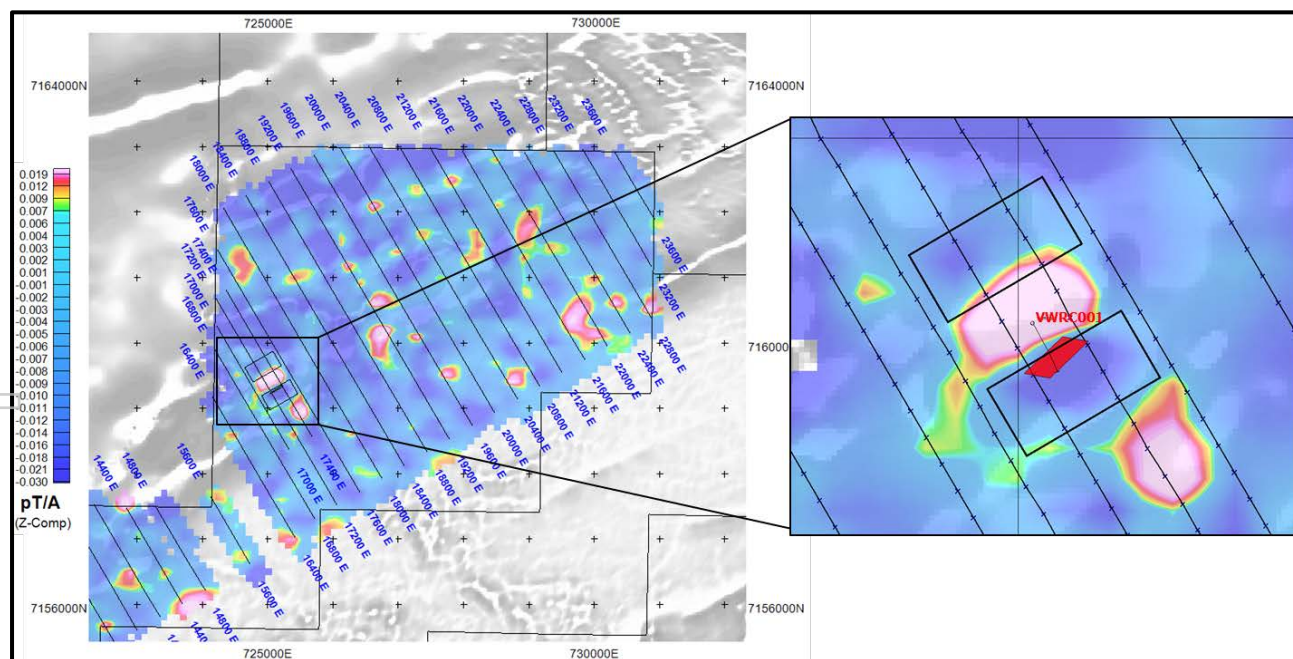 725000E
730000E
7164000N
7164000N
18000 E
18400 E
18800 E
19200 E
19600 E
20000 E
20400 E
20800 E
21200 E
21600 E
22000 E
22400 E
22800 E
23200 E
23600 E
17600 E
17400 E
17200 E
17000 E
16800 E
16400 E
15600 E
14800 E
14400 E
0.019
0.012
0.009
0.007
0.006
0.004
0.003
0.002
0.001
-0.001
-0.002
-0.003
-0.004
-0.005
-0.006
-0.007
-0.008
-0.009
-0.010
-0.011
-0.012
-0.014
-0.016
-0.018
-0.021
-0.030
pT/A
(Z-Comp)
23600 E
23200 E
22800 E
22400 E
22000 E
21600 E
21200 E
20800 E
20400 E
20000 E
19600 E
19200 E
18800 E
18400 E
18000 E
17600 E
17200 E
16800 E
16400 E
17400 E
17000 E
15600 E
14800 E
VWRC001
716000
7156000N
7156000N
725000E
730000E